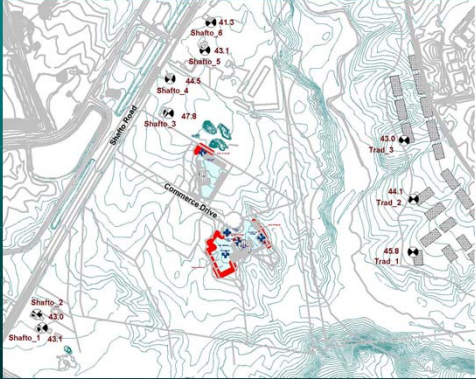 41.3
Shafto_6
43.1
Shafto_5
44.5
Shafto_4
47.8
Shafto_3
Shafto Road
43.0
Trad_3
Commerce Drive
44.1
Trad_2
45.8
Trad_1
Shafto_2
43.0
Shafto_1
43.1